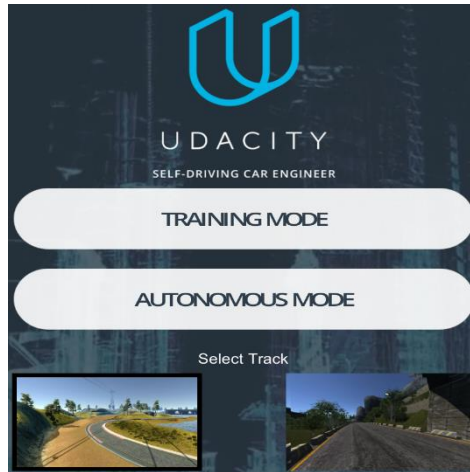 UDACITY
SELF-DRIVING CAR ENGINEER
TRAINING MODE
AUTONOMOUS MODE
Select Track